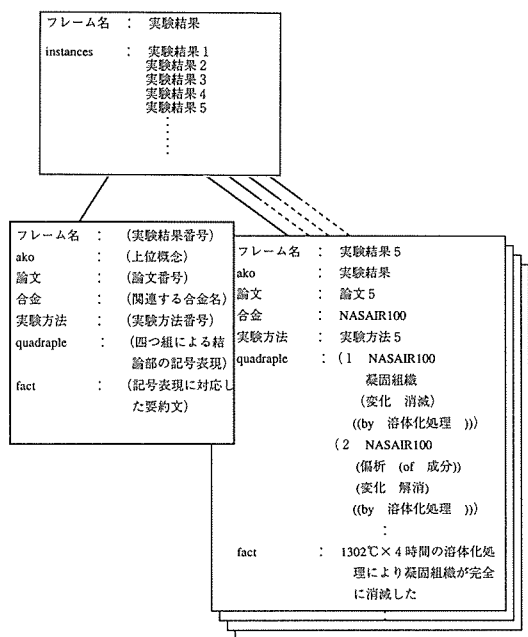 フレーム名 : 実験結果
instances : 実験結果1
実験結果2
実験結果3
実験結果4
実験結果5
:
:
:
フレーム名 : (実験結果番号)
ako : (上位概念)
論文 : (論文番号)
合金 : (関連する合金名)
実験方法 : (実験方法番号)
quadraple : (四つ組による結
論部の記号表現)
fact : (記号表現に対応し
た要約文)
フレーム名 : 実験結果5
ako : 実験結果
論文 : 論文5
合金 : NASAIR100
実験方法 : 実験方法5
quadraple : (1 NASAIR100
凝固組織
(変化 消滅)
((by 溶体化処理 )))
(2 NASAIR100
(偏析 (of 成分))
(変化 解消)
((by 溶体化処理 )))
:
fact : 1302℃×4時間の溶体化処
理により凝固組織が完全
に消滅した